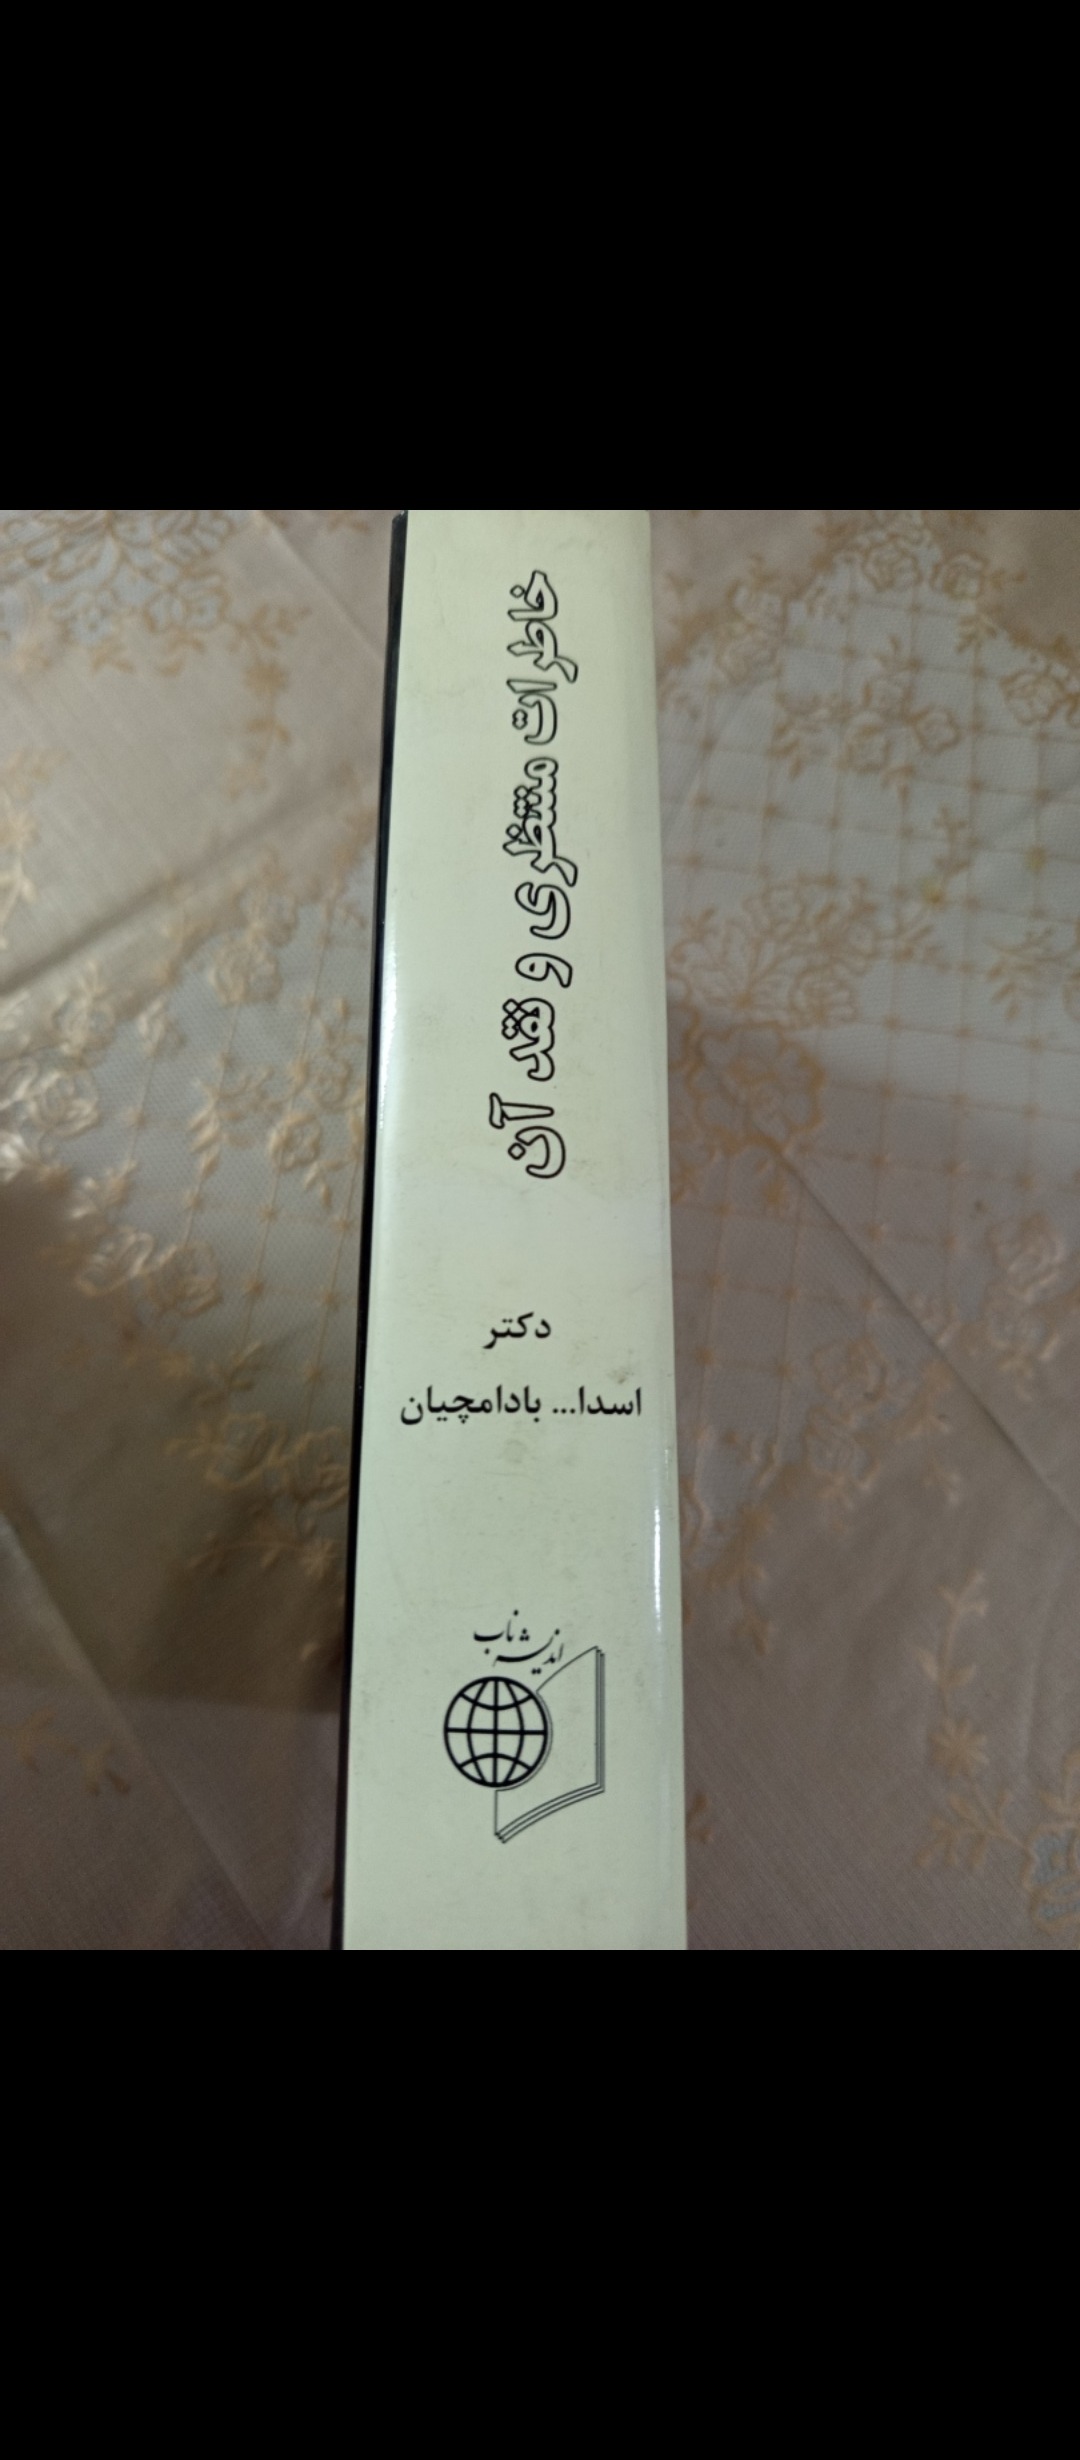 خاطرات منتظری و نقد آن
دکتر
اسدا... بادامچیان
اندیشه ناب